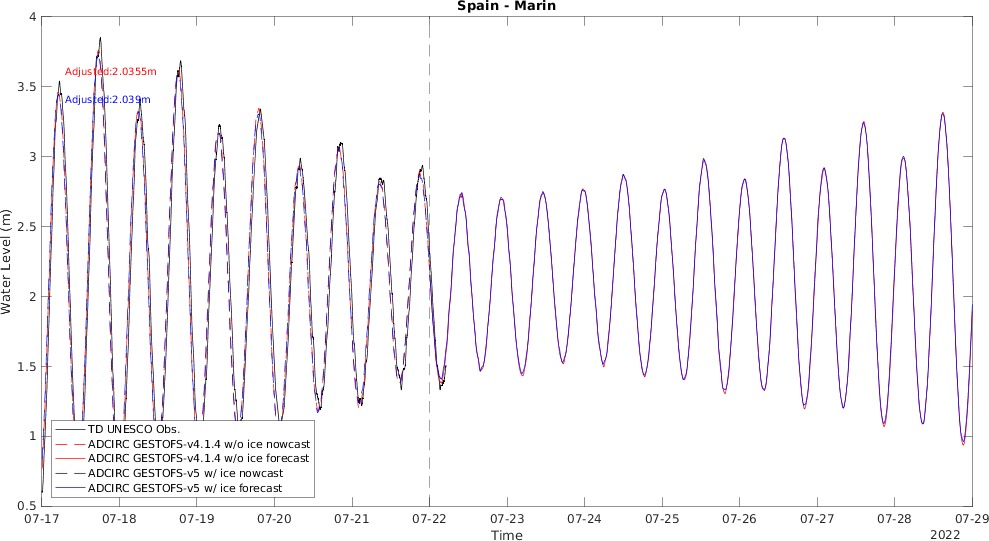 Spain - Marin
Water Level (m)
4
3.5
3
2.5
2
1.5
1
0.5
Adjusted:2.0355m
Adjusted:2.039m
TD UNESCO Obs.
ADCIRC GESTOFS-v4.1.4 w/o ice nowcast
ADCIRC GESTOFS-v4.1.4 w/o ice forecast
ADCIRC GESTOFS-v5 w/ ice nowcast
ADCIRC GESTOFS-v5 w/ ice forecast
07-17 07-18 07-19 07-20 07-21 07-22 07-23 07-24 07-25 07-26 07-27 07-28 07-29
Time
2022